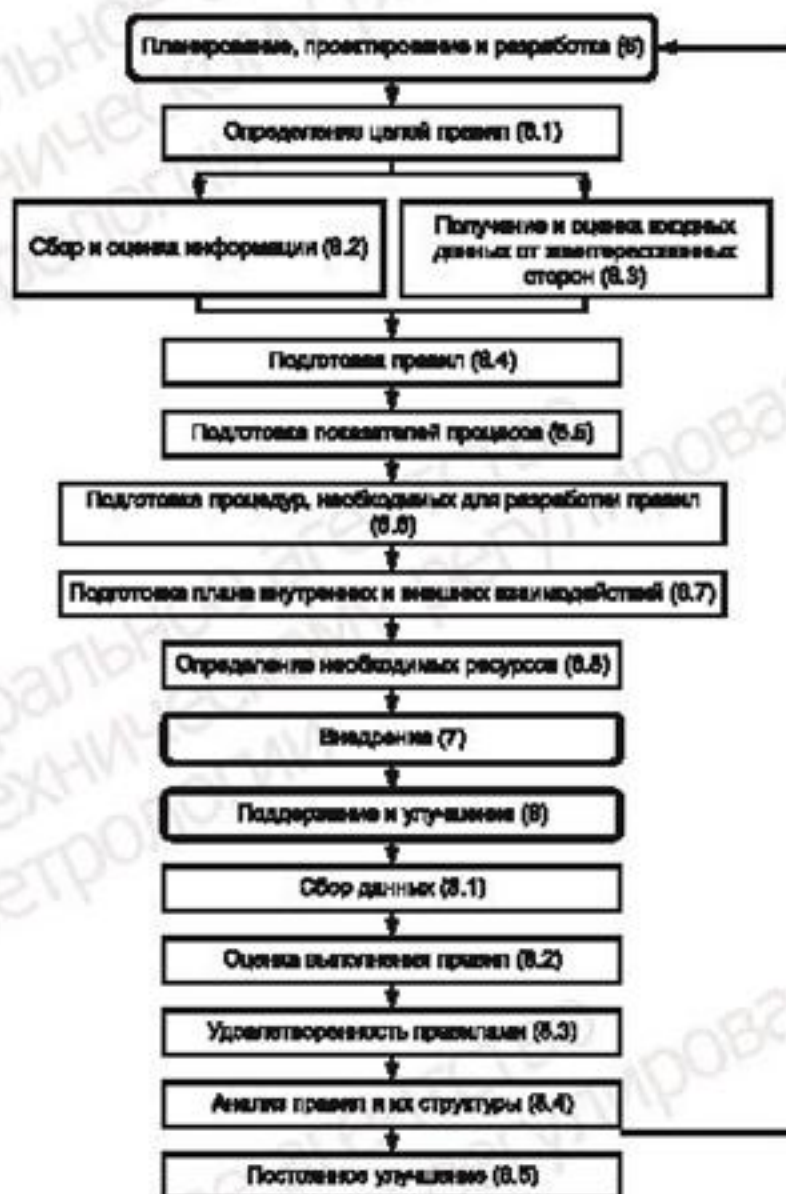 Планирование, проектирование и разработка (6)
Определение целей правил (6.1)
Сбор и оценка информации (6.2)
Получение и оценка входных
данных от заинтересованных
сторон (6.3)
Подготовка правил (6.4)
Подготовка показателей процесса (6.5)
Подготовка процедур, необходимых для разработки правил
(6.6)
Подготовка плана внутренних и внешних взаимодействий (6.7)
Определение необходимых ресурсов (6.8)
Внедрение (7)
Поддержание и улучшение (8)
Сбор данных (8.1)
Оценка выполнения правил (8.2)
Удовлетворенность правилами (8.3)
Анализ правил и их структуры (8.4)
Постоянное улучшение (8.5)